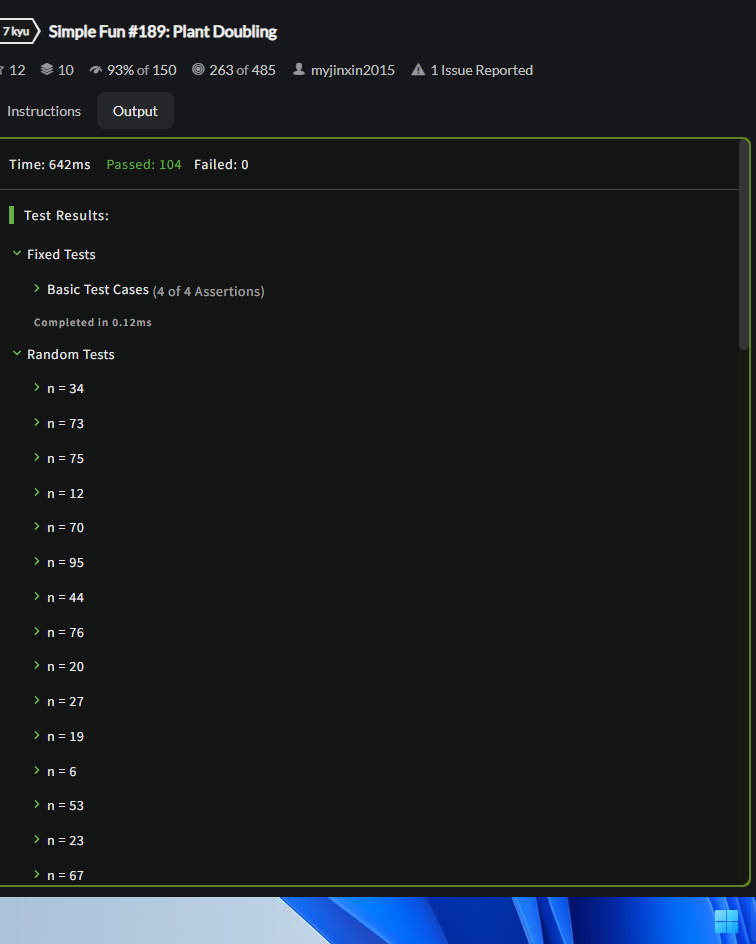 7 kyu Simple Fun #189: Plant Doubling
12 10 93% of 150 263 of 485 myjinxin2015 1 Issue Reported
Instructions Output
Time: 642ms Passed: 104 Failed: 0
Test Results:
Fixed Tests
Basic Test Cases (4 of 4 Assertions)
Completed in 0.12ms
Random Tests
n = 34
n = 73
n = 75
n = 12
n = 70
n = 95
n = 44
n = 76
n = 20
n = 27
n = 19
n = 6
n = 53
n = 23
n = 67